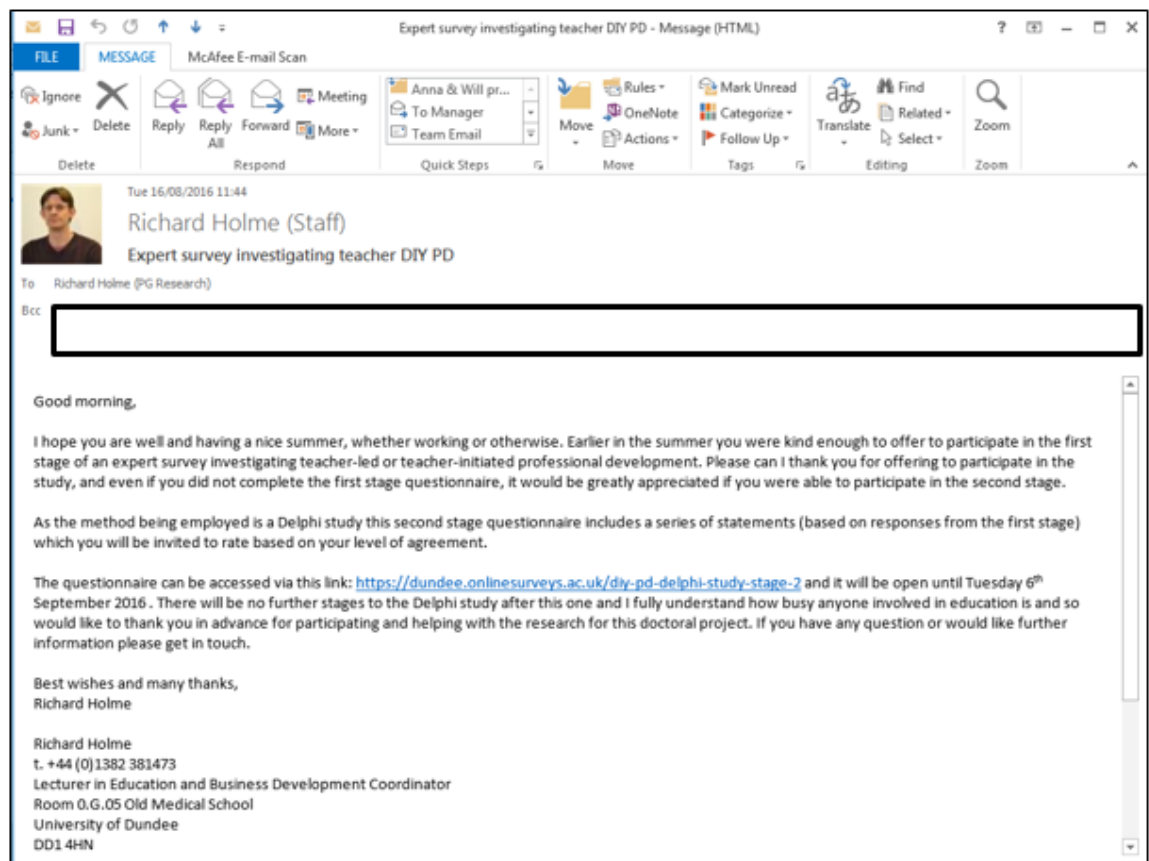 Expert survey investigating teacher DIY PD - Message (HTML)
FILE MESSAGE McAfee E-mail Scan
Ignore
Junk
Delete
Reply
Reply All
Forward
Meeting
More
Anna & Will pr...
To Manager
Team Email
Move
Rules
OneNote
Actions
Mark Unread
Categorize
Follow Up
Translate
Find
Related
Select
Zoom
Delete Respond Quick Steps Move Tags Editing Zoom
Tue 16/08/2016 11:44
Richard Holme (Staff)
Expert survey investigating teacher DIY PD
To Richard Holme (PG Research)
Bcc
Good morning,
I hope you are well and having a nice summer, whether working or otherwise. Earlier in the summer you were kind enough to offer to participate in the first
stage of an expert survey investigating teacher-led or teacher-initiated professional development. Please can I thank you for offering to participate in the
study, and even if you did not complete the first stage questionnaire, it would be greatly appreciated if you were able to participate in the second stage.
As the method being employed is a Delphi study this second stage questionnaire includes a series of statements (based on responses from the first stage)
which you will be invited to rate based on your level of agreement.
The questionnaire can be accessed via this link: https://dundee.onlinesurveys.ac.uk/diy-pd-delphi-study-stage-2 and it will be open until Tuesday 6th
September 2016 . There will be no further stages to the Delphi study after this one and I fully understand how busy anyone involved in education is and so
would like to thank you in advance for participating and helping with the research for this doctoral project. If you have any question or would like further
information please get in touch.
Best wishes and many thanks,
Richard Holme
Richard Holme
t. +44 (0)1382 381473
Lecturer in Education and Business Development Coordinator
Room 0.G.05 Old Medical School
University of Dundee
DD1 4HN